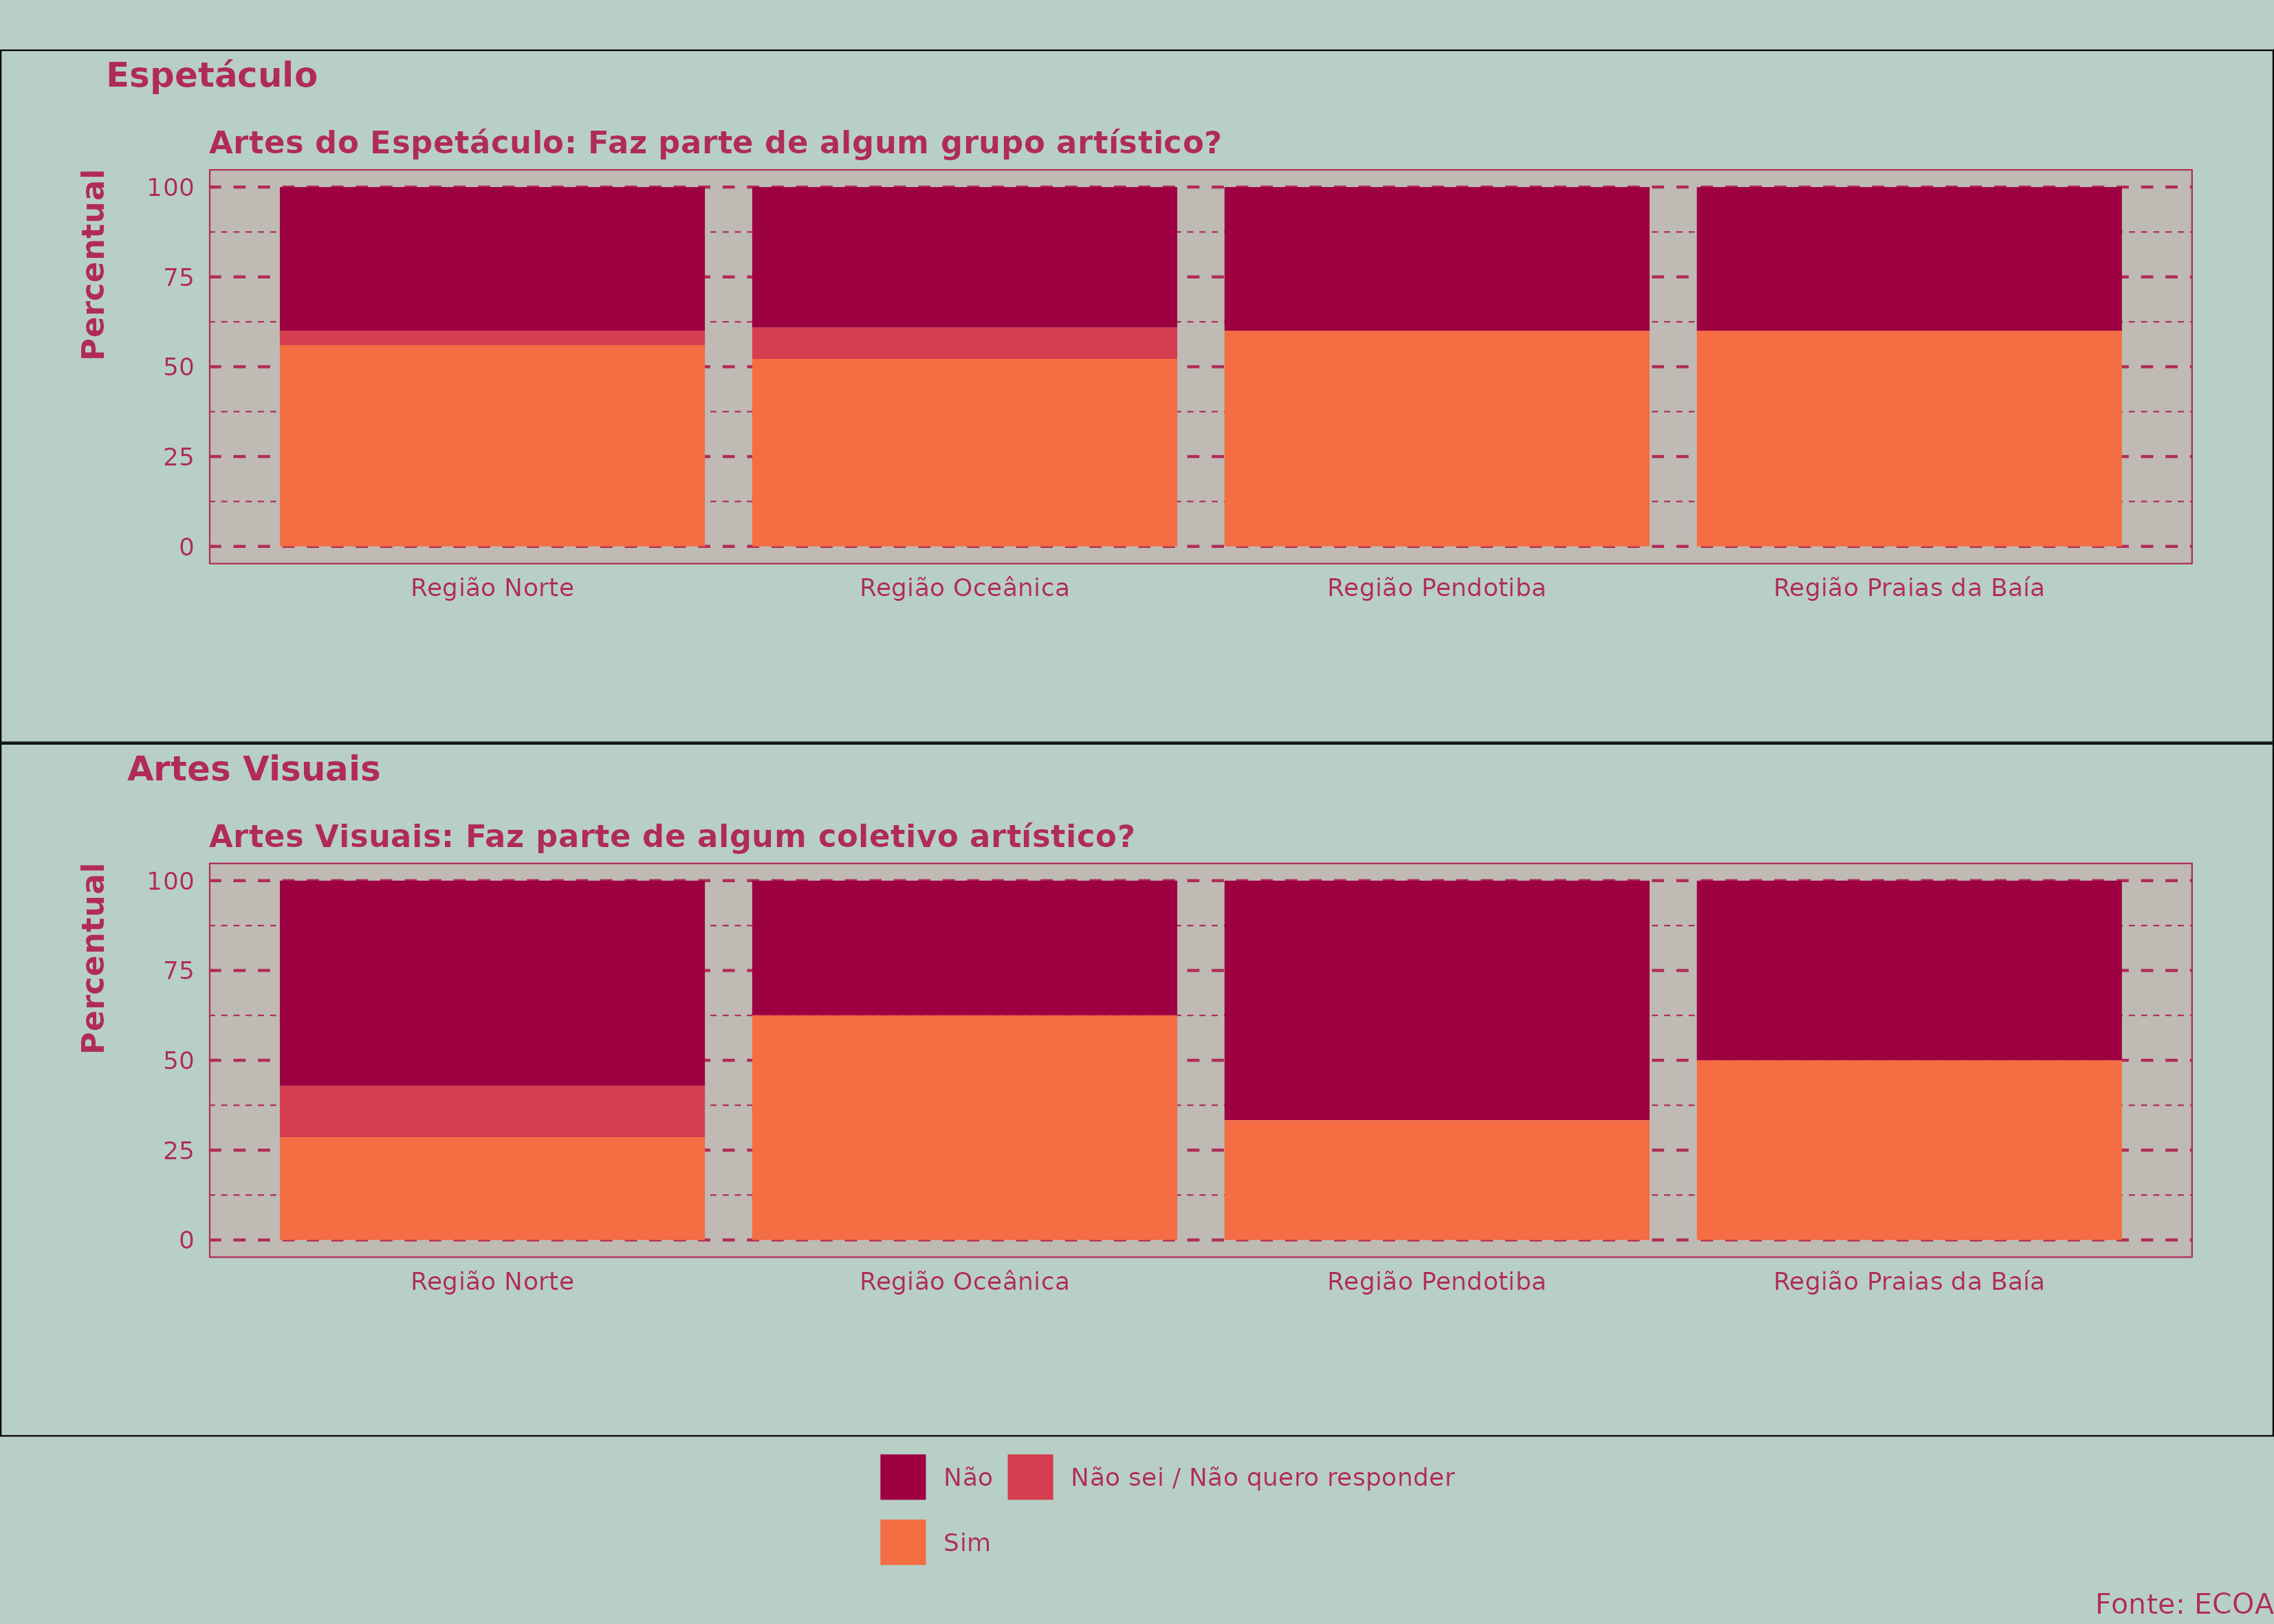 Espetáculo
Artes do Espetáculo: Faz parte de algum grupo artístico?
Percentual
100
75
50
25
0
Região Norte
Região Oceânica
Região Pendotiba
Região Praias da Baía
Artes Visuais
Artes Visuais: Faz parte de algum coletivo artístico?
Percentual
100
75
50
25
0
Região Norte
Região Oceânica
Região Pendotiba
Região Praias da Baía
Não
Não sei / Não quero responder
Sim
Fonte: ECOA